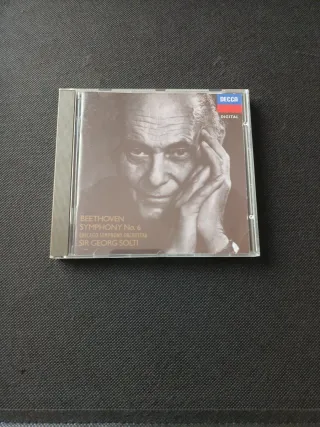 DECCA
DIGITAL
BEETHOVEN
SYMPHONY No 6
CHICAGO SYMPHONY ORCHESTRA
SIR GEORG SOLTI